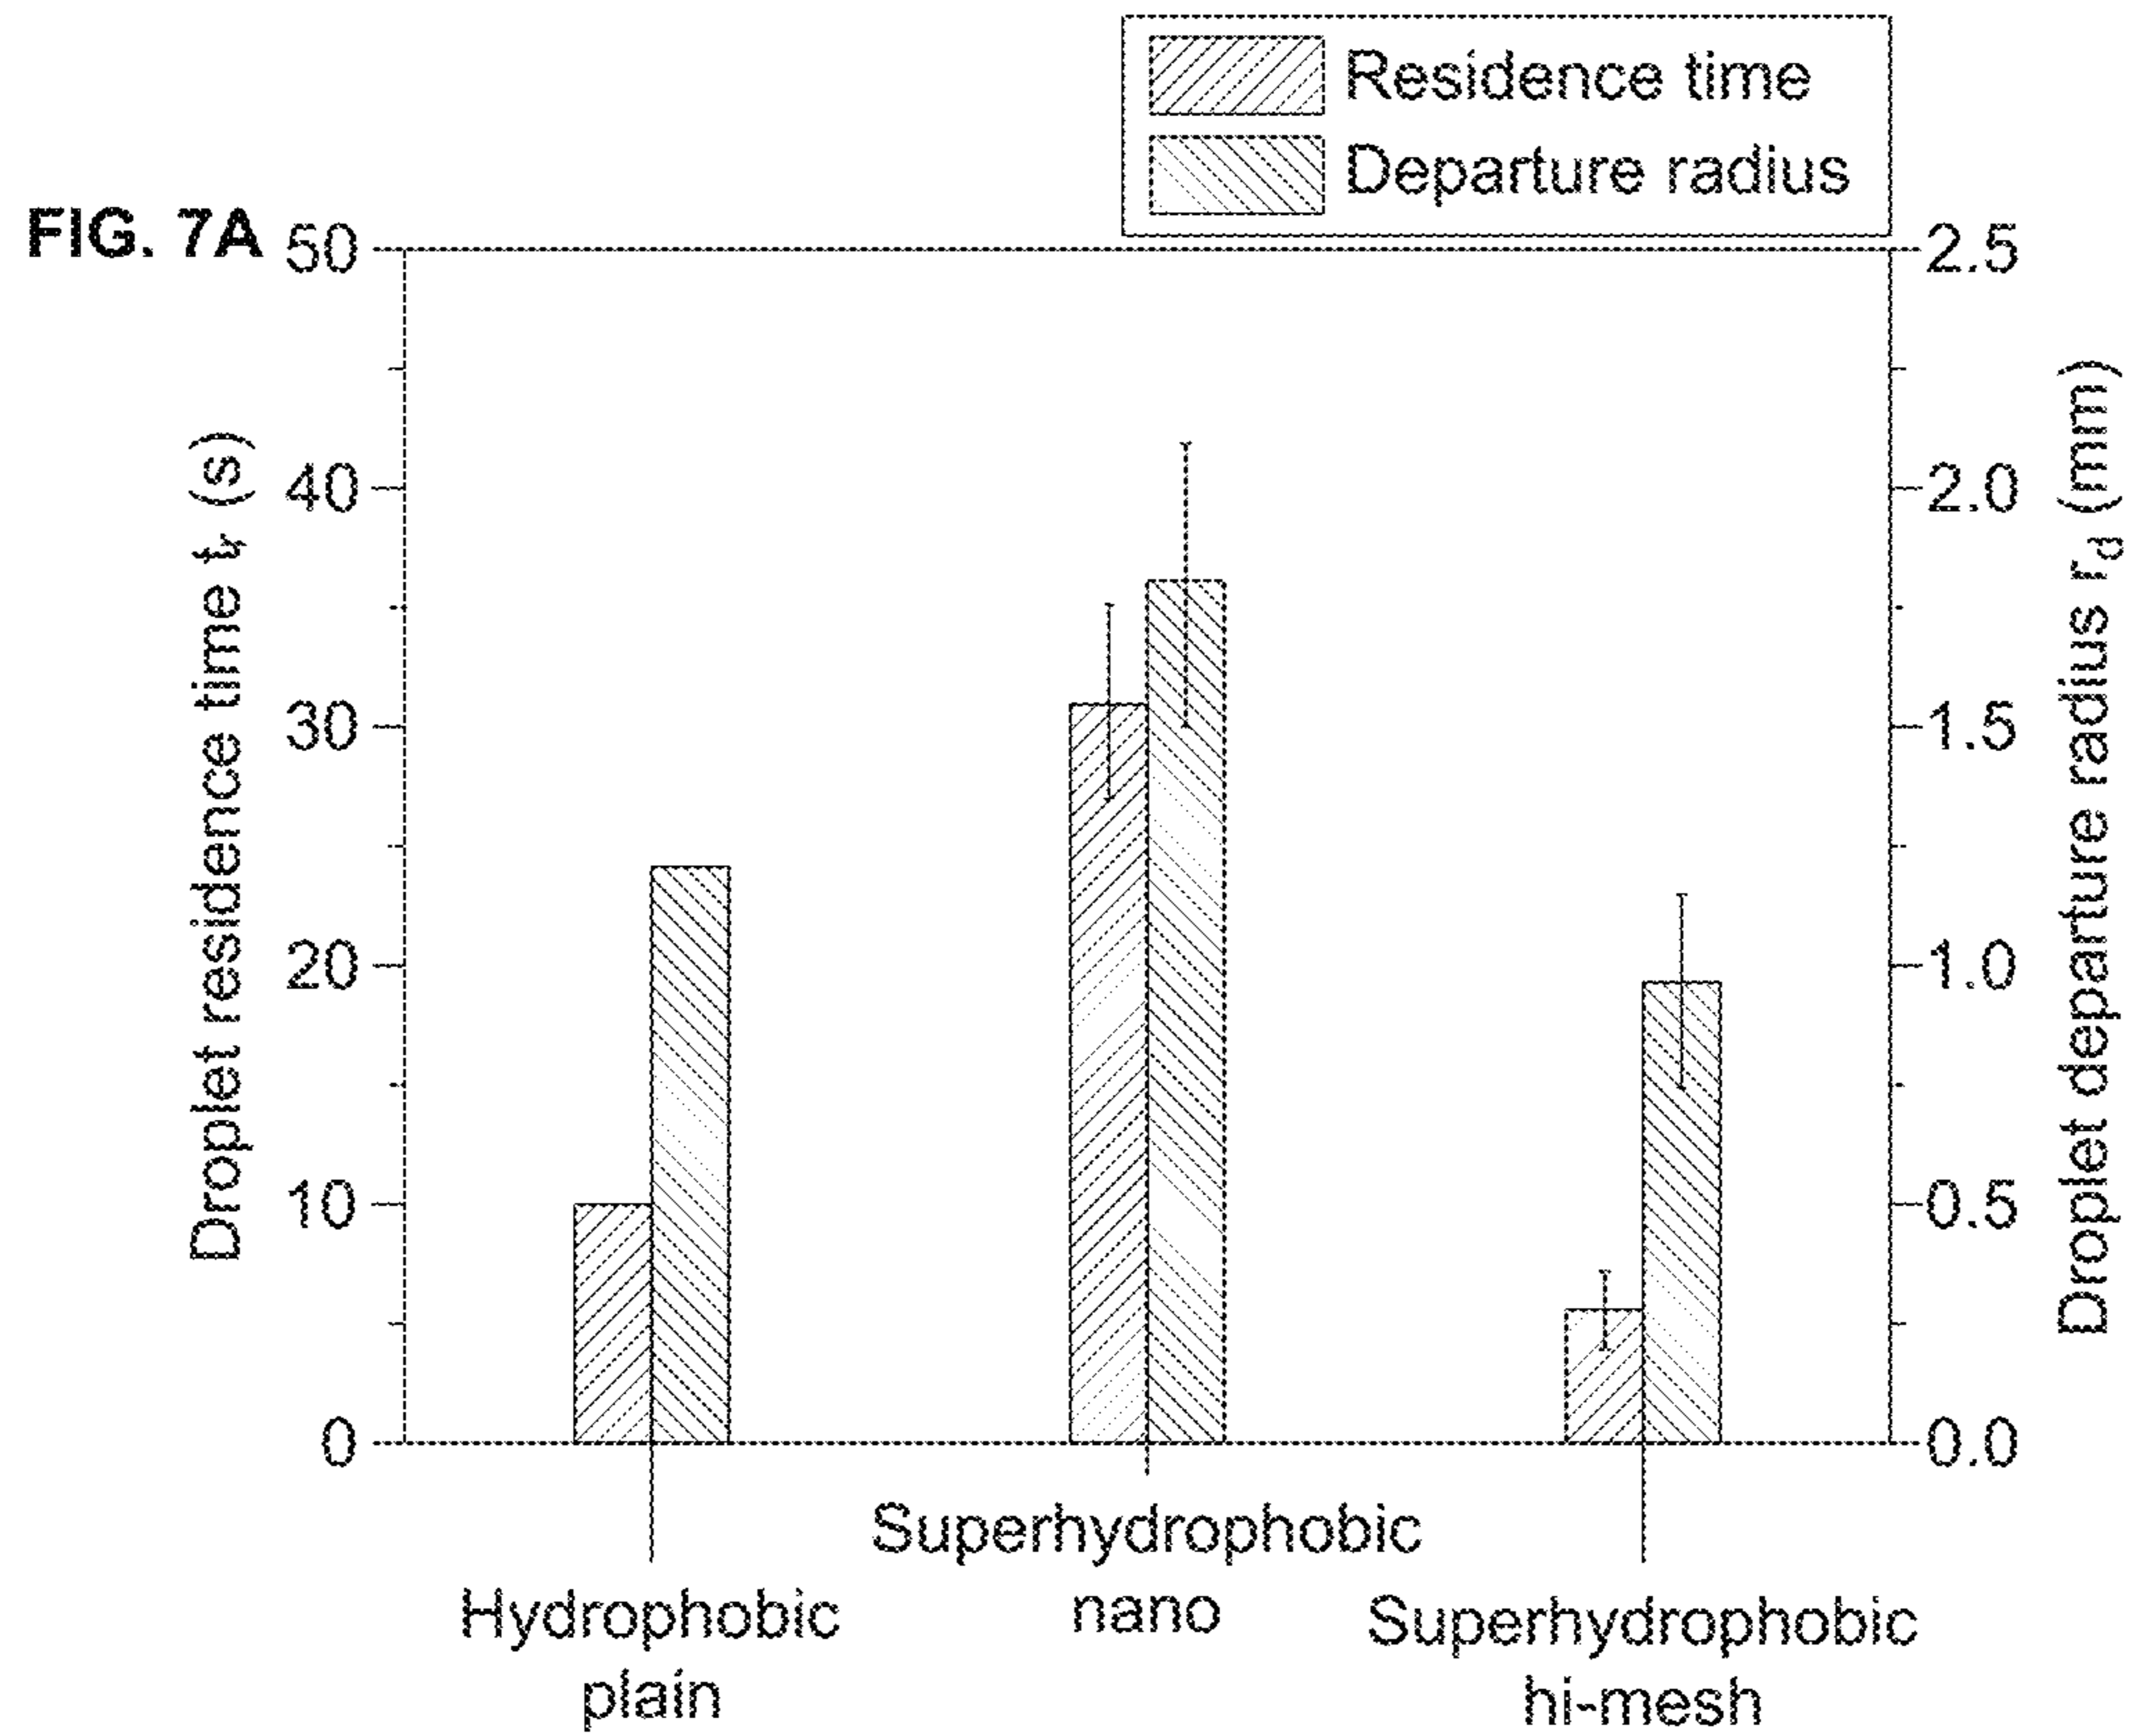 Residence time
Departure radius
FIG. 7A
50
40
30
20
10
0
Droplet residence time tr (s)
2.5
2.0
1.5
1.0
0.5
0.0
Droplet departure radius rd (mm)
Hydrophobic
plain
Superhydrophobic
nano
Superhydrophobic
hi-mesh